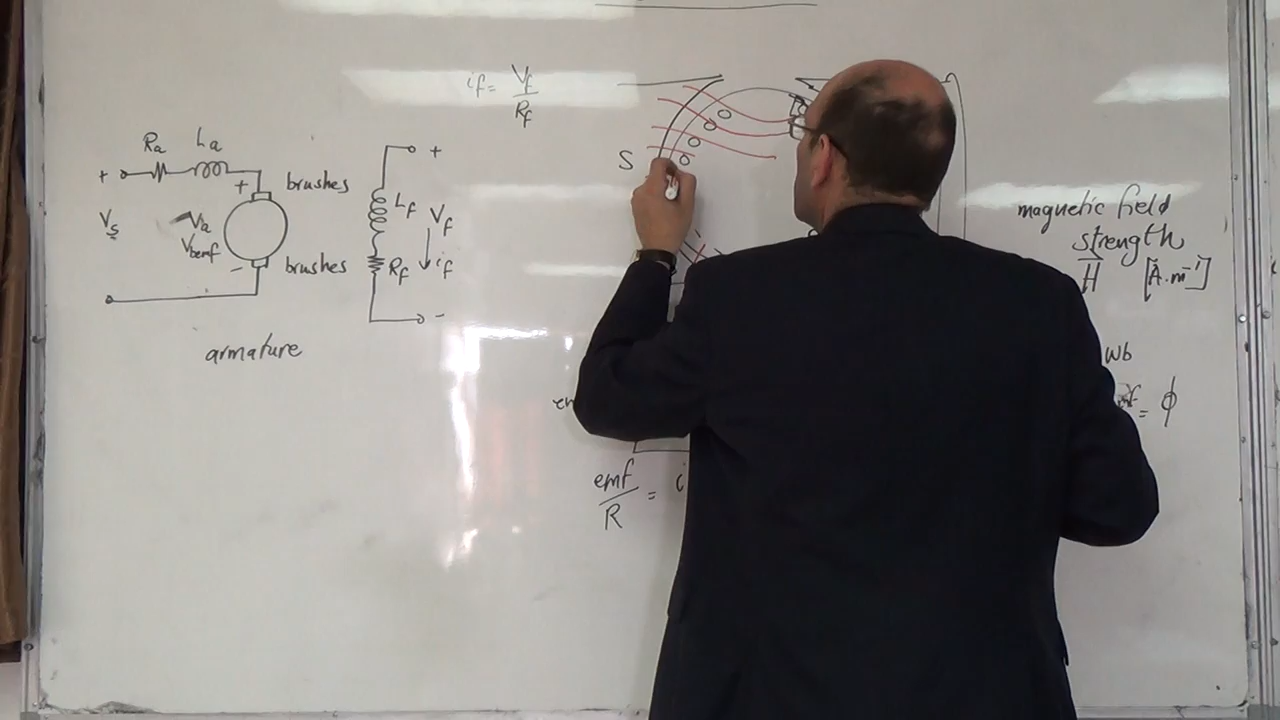 if = Vf / Rf
Ra La
+
+ brushes
Vs
Va
Vbemf
- brushes
armature
+
Lf Vf
Rf if
-
S
emf / R = i
magnetic field
strength
H [A·m⁻¹]
wb
= ϕ